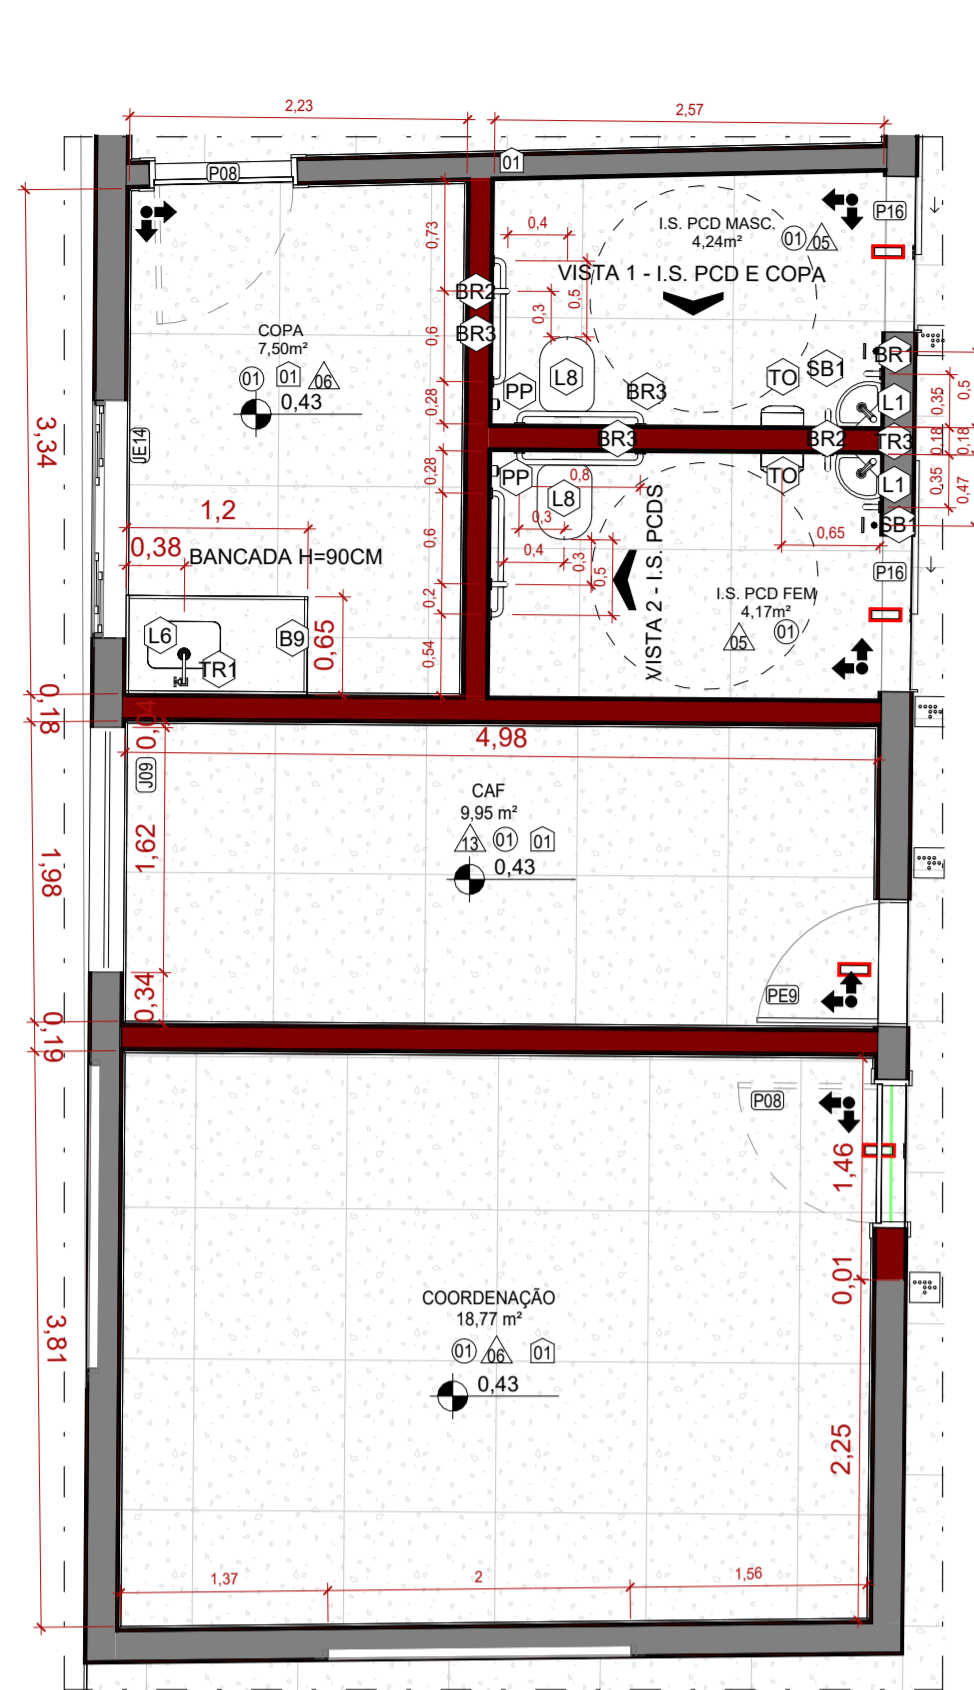 2,23
2,57
P08
01
I.S. PCD MASC.
4,24m²
01
05
P16
0,4
0,73
VISTA 1 - I.S. PCD E COPA
BR2
0,5
0,3
COPA
7,50m²
BR3
01
01
06
0,43
0,6
BR1
SB1
TO
L8
PP
BR3
L1
0,5
0,35
0,28
BR3
BR2
TR3
0,18
0,18
3,34
JE14
0,28
PP
L8
0,8
TO
L1
0,35
0,47
1,2
0,3
SB1
0,65
0,38
BANCADA H=90CM
0,6
0,4
0,3
0,5
VISTA 2 - I.S. PCDS
P16
I.S. PCD FEM
4,17m²
05
01
0,2
L6
TR1
B9
0,65
0,54
0,18
0,04
4,98
J09
CAF
9,95 m²
13
01
01
0,43
1,62
1,98
0,34
PE9
0,19
P08
1,46
0,01
COORDENAÇÃO
18,77 m²
01
06
01
0,43
3,81
2,25
1,37
2
1,56